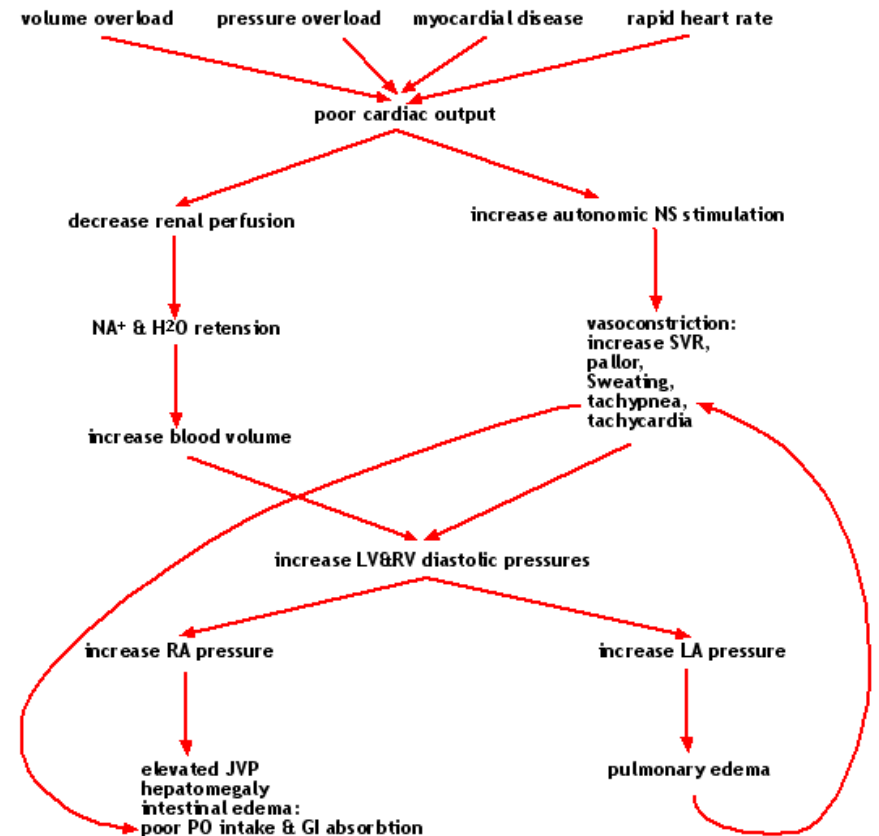 volume overload pressure overload myocardial disease rapid heart rate
poor cardiac output
decrease renal perfusion
increase autonomic NS stimulation
NA+ & H2O retension
vasoconstriction:
increase SVR,
pallor,
Sweating,
tachypnea,
tachycardia
increase blood volume
increase LV&RV diastolic pressures
increase RA pressure
increase LA pressure
elevated JVP
hepatomegaly
intestinal edema:
poor PO intake & GI absorbtion
pulmonary edema